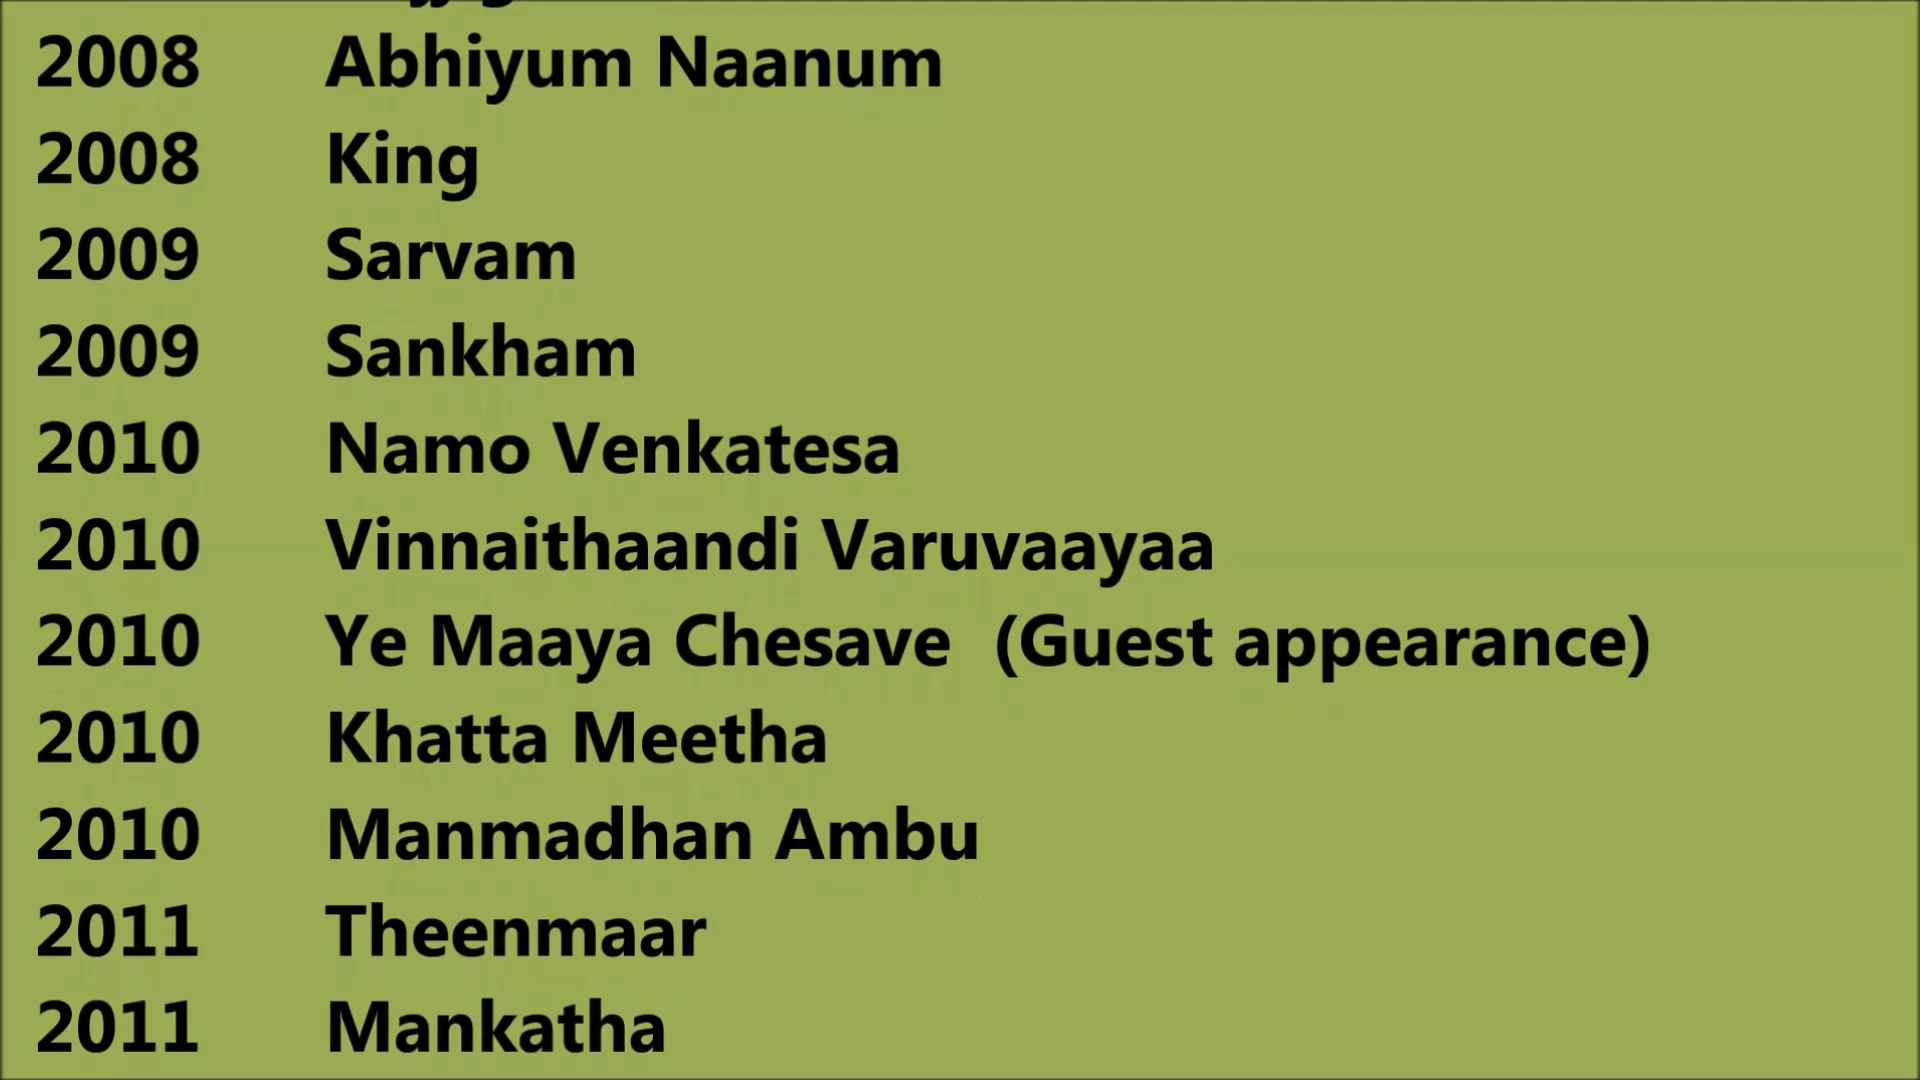 2008 Abhiyum Naanum
2008 King
2009 Sarvam
2009 Sankham
2010 Namo Venkatesa
2010 Vinnaithaandi Varuvaayaa
2010 Ye Maaya Chesave (Guest appearance)
2010 Khatta Meetha
2010 Manmadhan Ambu
2011 Theenmaar
2011 Mankatha